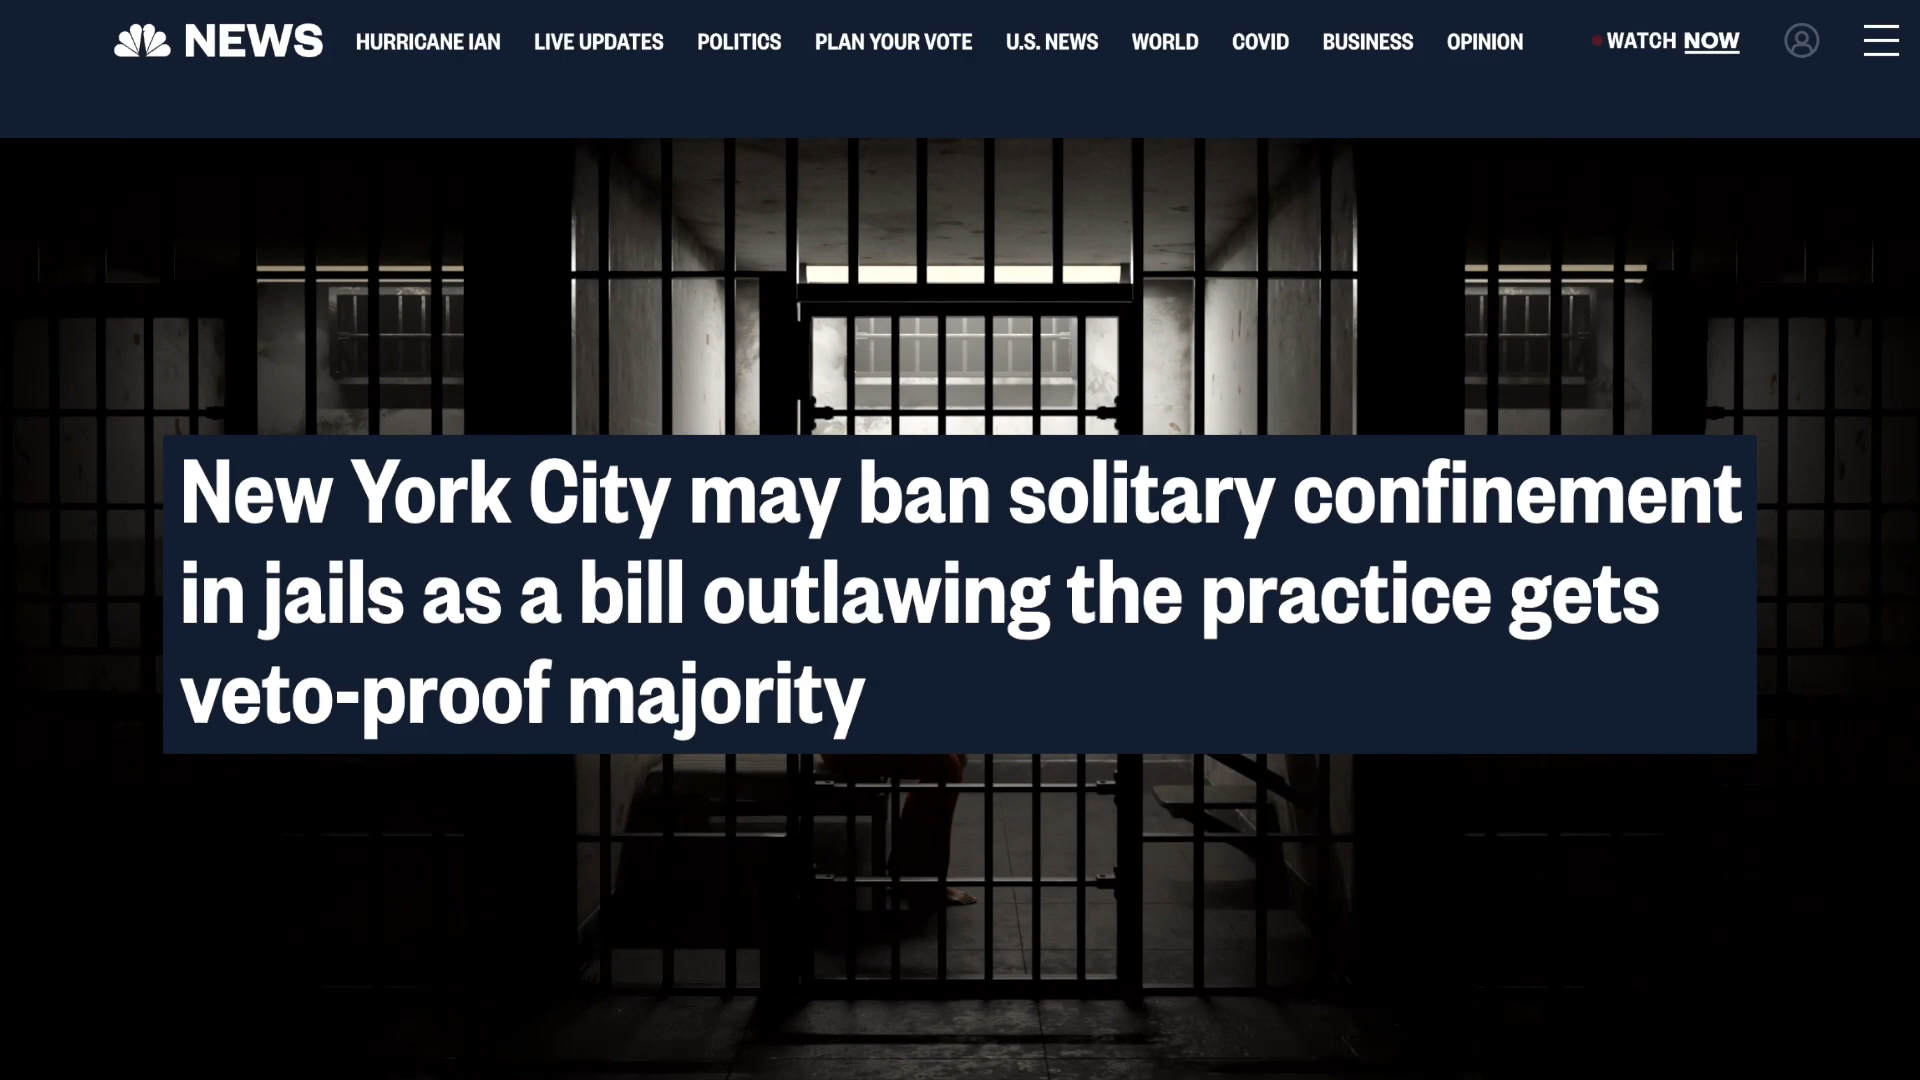 NEWS HURRICANE IAN LIVE UPDATES POLITICS PLAN YOUR VOTE U.S. NEWS WORLD COVID BUSINESS OPINION WATCH NOW
New York City may ban solitary confinement
in jails as a bill outlawing the practice gets
veto-proof majority